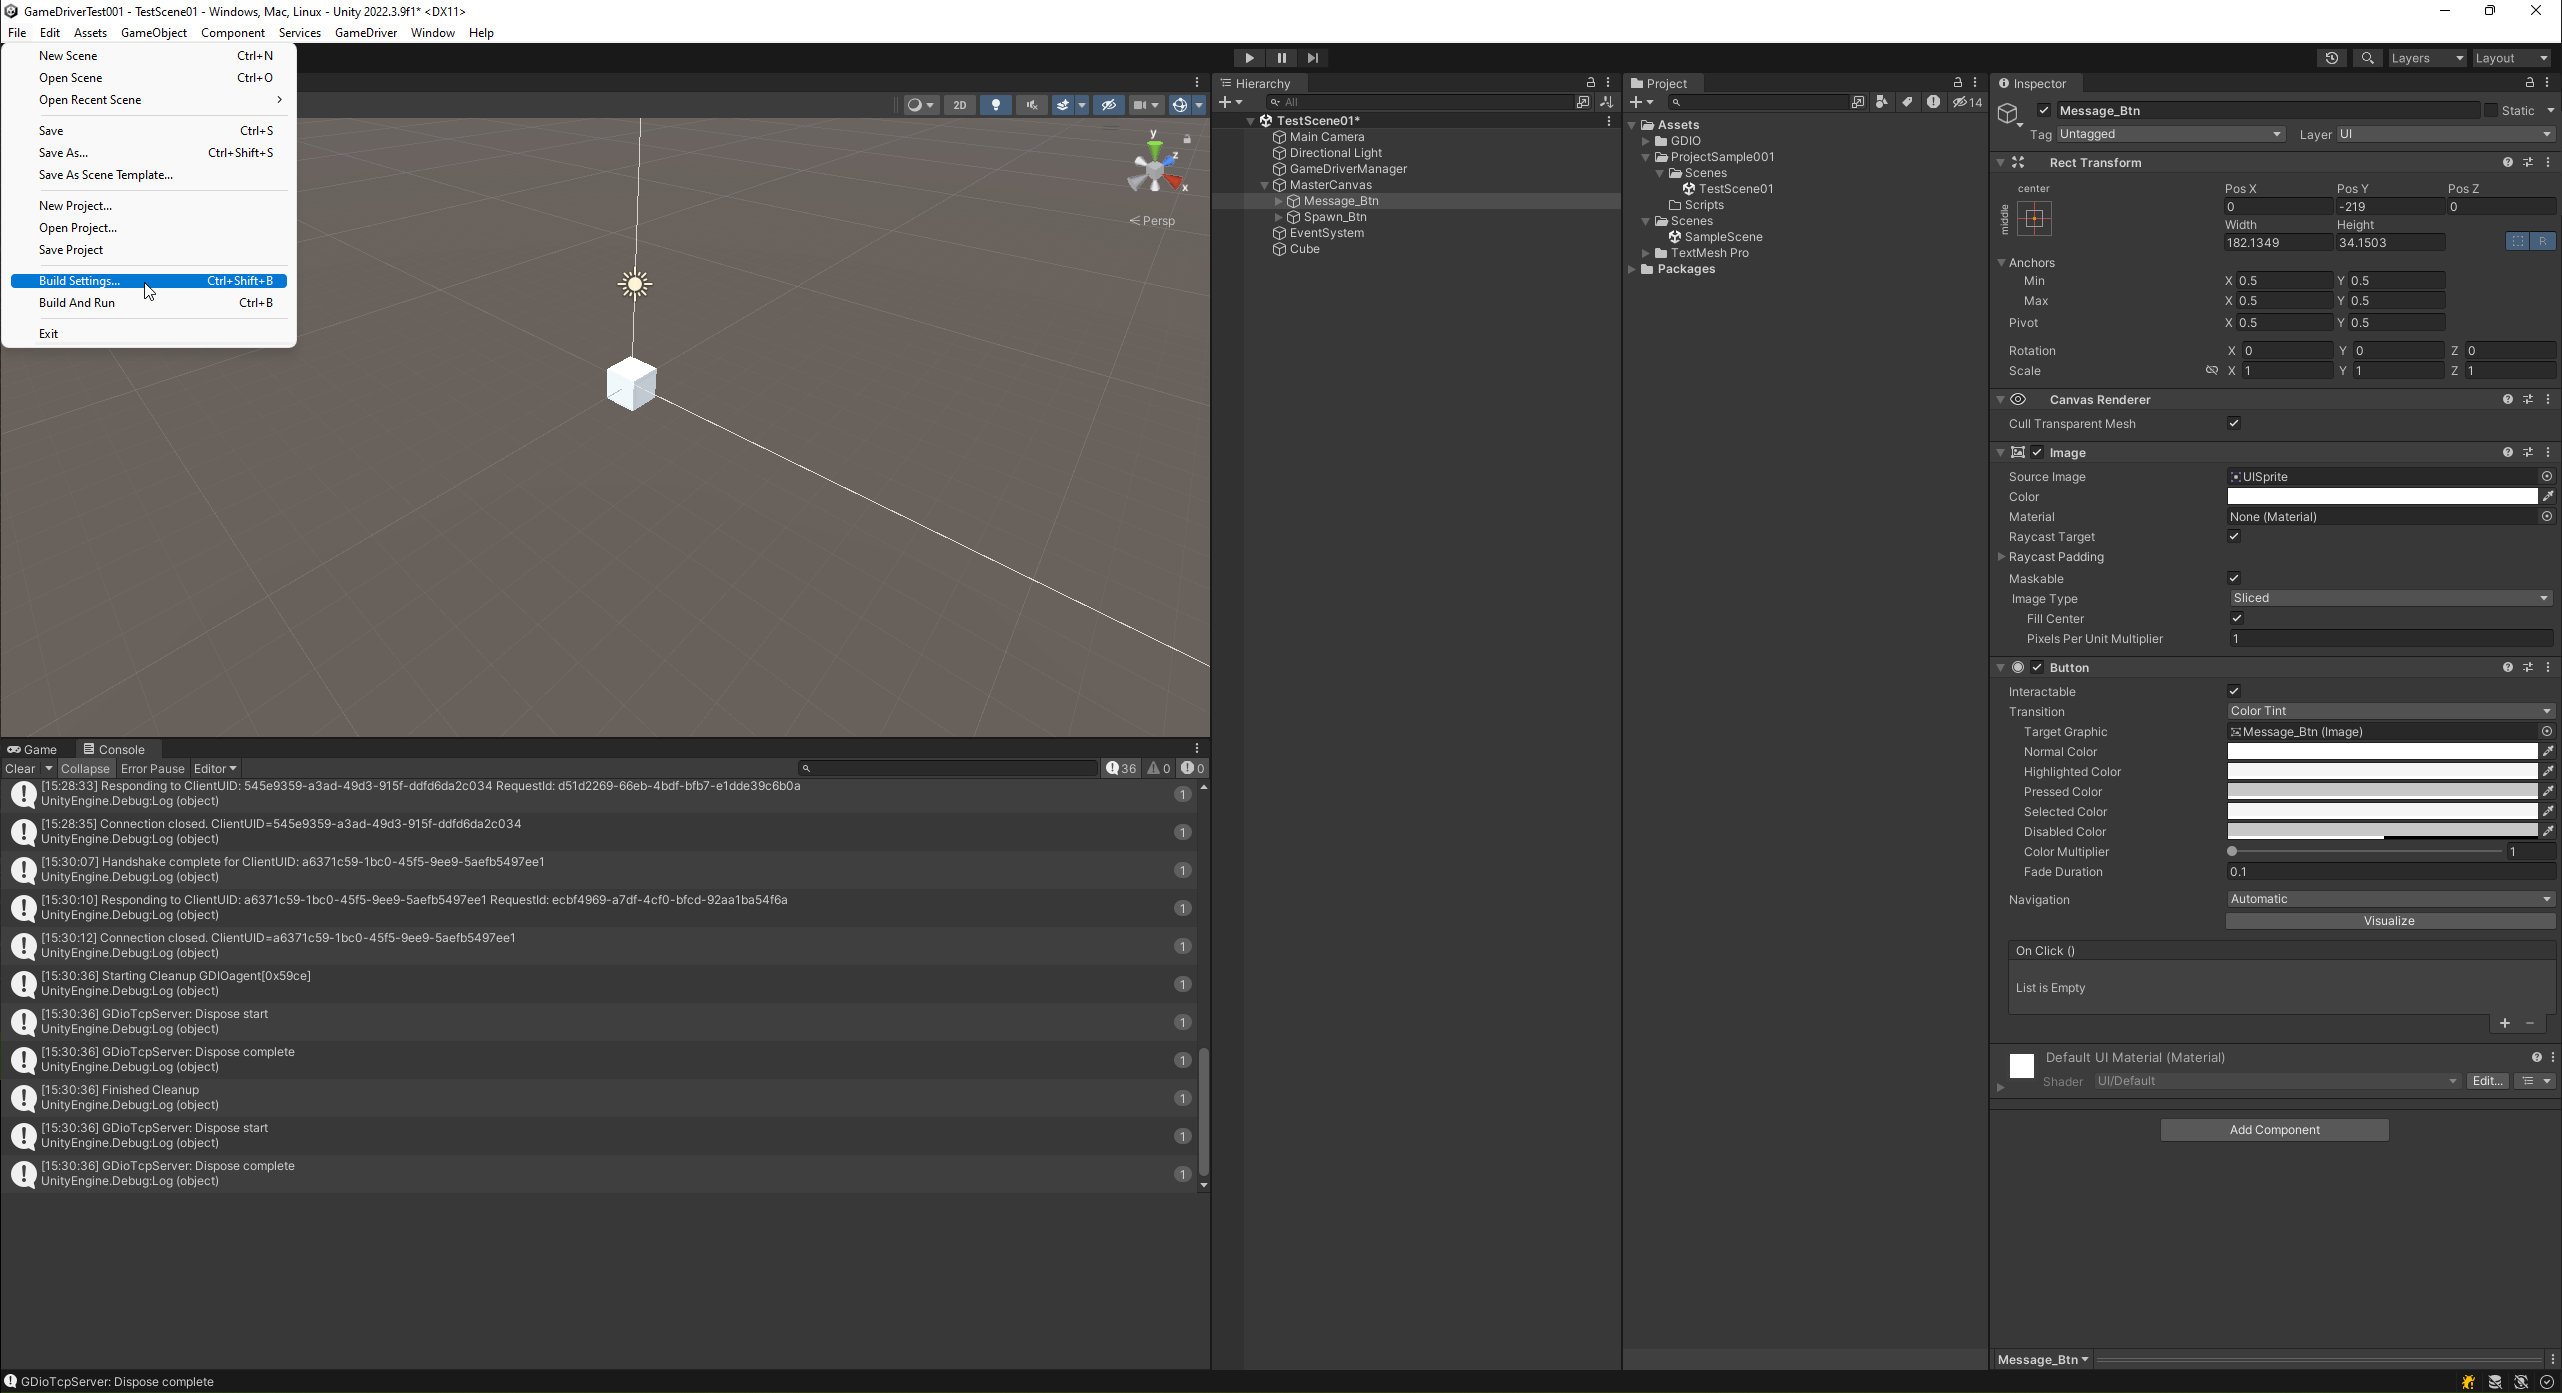 GameDriverTest001 - TestScene01 - Windows, Mac, Linux - Unity 2022.3.9f1* <DX11>
File Edit Assets GameObject Component Services GameDriver Window Help
New Scene Ctrl+N
Open Scene Ctrl+O
Open Recent Scene
Save Ctrl+S
Save As... Ctrl+Shift+S
Save As Scene Template...
New Project...
Open Project...
Save Project
Build Settings... Ctrl+Shift+B
Build And Run Ctrl+B
Exit
2D
y
z
x
Persp
Game Console
Clear Collapse Error Pause Editor 36 0 0
[15:28:33] Responding to ClientUID: 545e9359-a3ad-49d3-915f-ddfd6da2c034 RequestId: d51d2269-66eb-4bdf-bfb7-e1dde39c6b0a
UnityEngine.Debug:Log (object) 1
[15:28:35] Connection closed. ClientUID=545e9359-a3ad-49d3-915f-ddfd6da2c034
UnityEngine.Debug:Log (object) 1
[15:30:07] Handshake complete for ClientUID: a6371c59-1bc0-45f5-9ee9-5aefb5497ee1
UnityEngine.Debug:Log (object) 1
[15:30:10] Responding to ClientUID: a6371c59-1bc0-45f5-9ee9-5aefb5497ee1 RequestId: ecbf4969-a7df-4cf0-bfcd-92aa1ba54f6a
UnityEngine.Debug:Log (object) 1
[15:30:12] Connection closed. ClientUID=a6371c59-1bc0-45f5-9ee9-5aefb5497ee1
UnityEngine.Debug:Log (object) 1
[15:30:36] Starting Cleanup GDIOagent[0x59ce]
UnityEngine.Debug:Log (object) 1
[15:30:36] GDioTcpServer: Dispose start
UnityEngine.Debug:Log (object) 1
[15:30:36] GDioTcpServer: Dispose complete
UnityEngine.Debug:Log (object) 1
[15:30:36] Finished Cleanup
UnityEngine.Debug:Log (object) 1
[15:30:36] GDioTcpServer: Dispose start
UnityEngine.Debug:Log (object) 1
[15:30:36] GDioTcpServer: Dispose complete
UnityEngine.Debug:Log (object) 1
GDioTcpServer: Dispose complete
Hierarchy
All
TestScene01*
Main Camera
Directional Light
GameDriverManager
MasterCanvas
Message_Btn
Spawn_Btn
EventSystem
Cube
Project
14
Assets
GDIO
ProjectSample001
Scenes
TestScene01
Scripts
Scenes
SampleScene
TextMesh Pro
Packages
Layers Layout
Inspector
Message_Btn Static
Tag Untagged Layer UI
Rect Transform
center
middle
Pos X Pos Y Pos Z
0 -219 0
Width Height
182.1349 34.1503
R
Anchors
Min X 0.5 Y 0.5
Max X 0.5 Y 0.5
Pivot X 0.5 Y 0.5
Rotation X 0 Y 0 Z 0
Scale X 1 Y 1 Z 1
Canvas Renderer
Cull Transparent Mesh
Image
Source Image UISprite
Color
Material None (Material)
Raycast Target
Raycast Padding
Maskable
Image Type Sliced
Fill Center
Pixels Per Unit Multiplier 1
Button
Interactable
Transition Color Tint
Target Graphic Message_Btn (Image)
Normal Color
Highlighted Color
Pressed Color
Selected Color
Disabled Color
Color Multiplier 1
Fade Duration 0.1
Navigation Automatic
Visualize
On Click ()
List is Empty
Default UI Material (Material)
Shader UI/Default Edit...
Add Component
Message_Btn